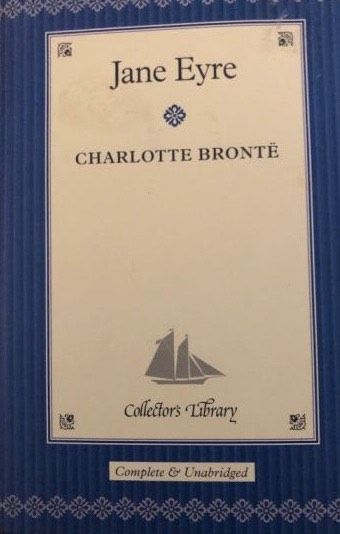 Jane Eyre
CHARLOTTE BRONTË
Collector's Library
Complete & Unabridged